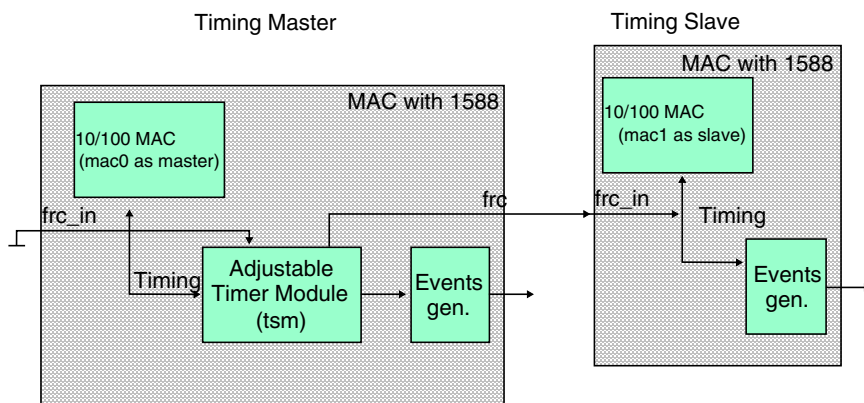 Timing Master
Timing Slave
MAC with 1588
10/100 MAC
(mac0 as master)
frc_in
Timing
Adjustable
Timer Module
(tsm)
Events
gen.
frc
MAC with 1588
10/100 MAC
(mac1 as slave)
frc_in
Timing
Events
gen.